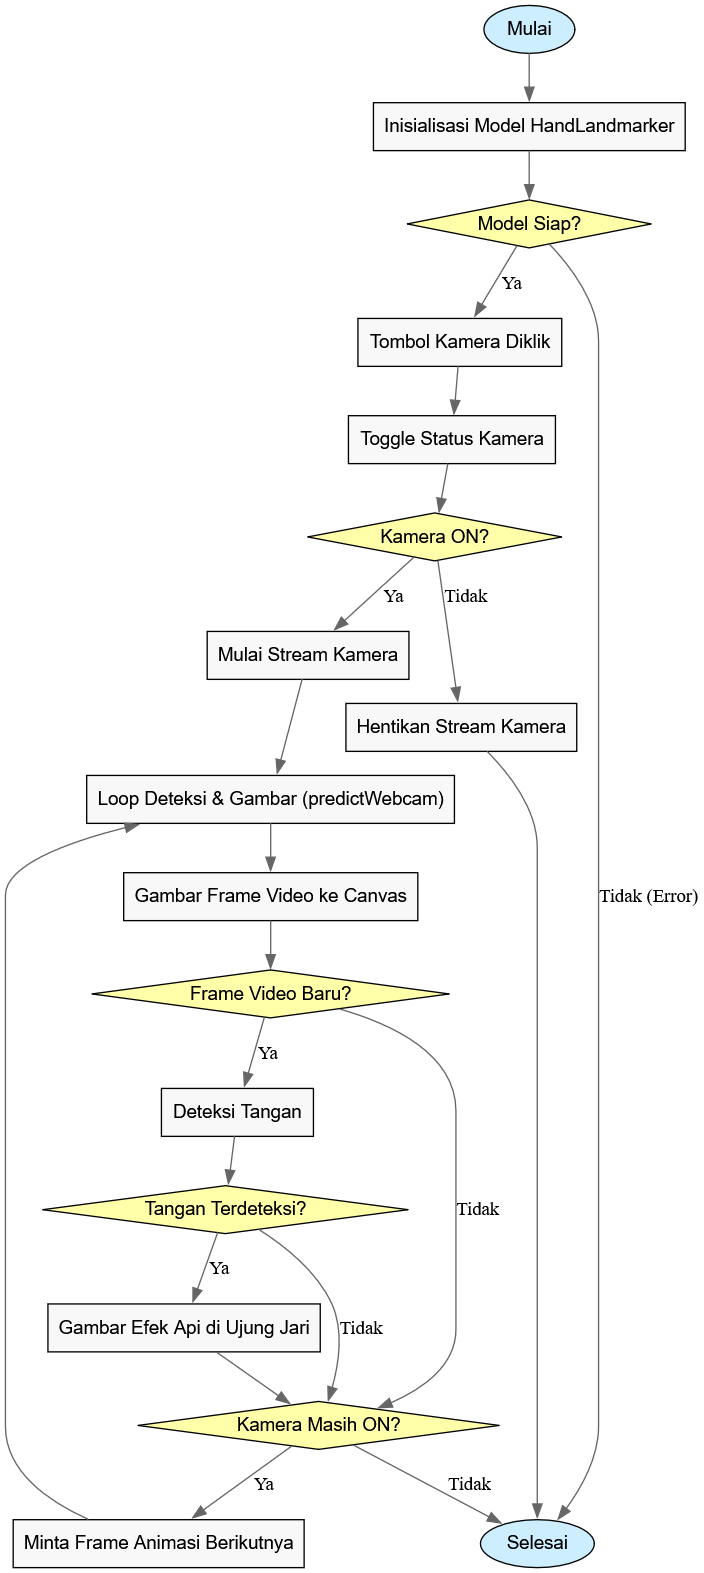 Mulai
Inisialisasi Model HandLandmarker
Model Siap?
Ya
Tombol Kamera Diklik
Toggle Status Kamera
Kamera ON?
Ya
Tidak
Mulai Stream Kamera
Hentikan Stream Kamera
Loop Deteksi & Gambar (predictWebcam)
Gambar Frame Video ke Canvas
Tidak (Error)
Frame Video Baru?
Ya
Deteksi Tangan
Tangan Terdeteksi?
Tidak
Ya
Gambar Efek Api di Ujung Jari
Tidak
Kamera Masih ON?
Ya
Tidak
Minta Frame Animasi Berikutnya
Selesai